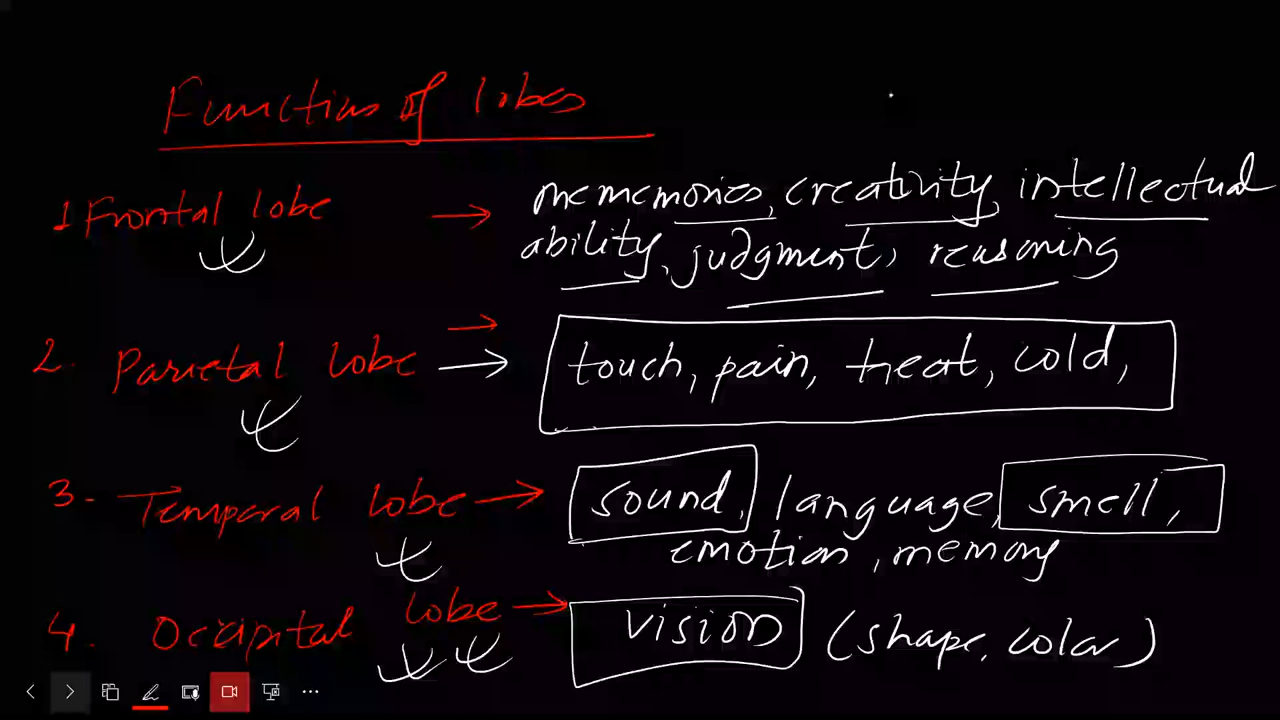 Functions of lobes
1 Frontal lobe → me memories, creativity, intellectual
ability, judgment, reasoning
2. Parietal lobe → touch, pain, heat, cold,
3- Temporal lobe → sound, language, smell,
emotion, memory
4. Occipital lobe → vision (shape, color)